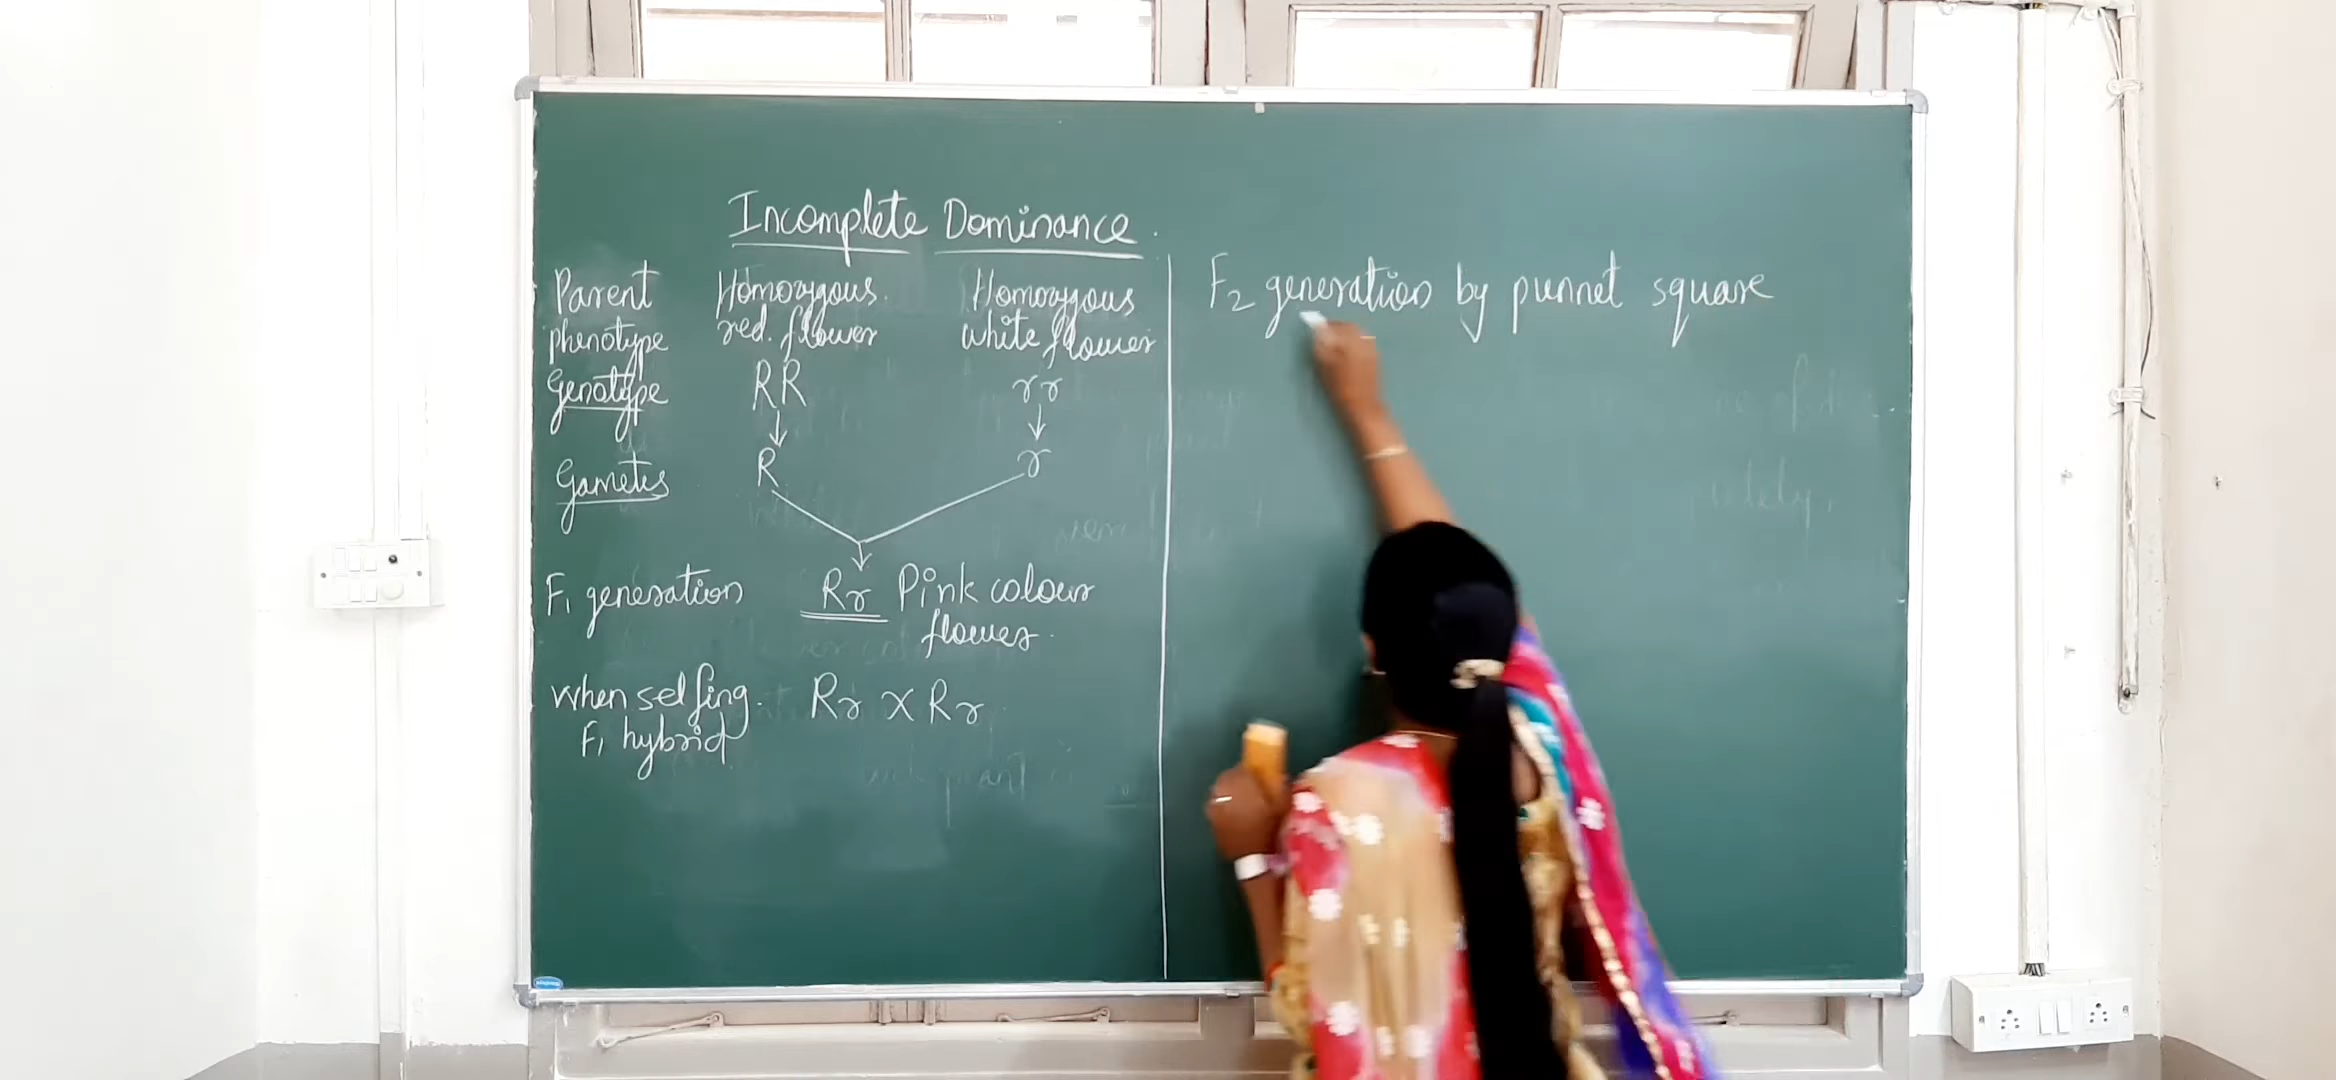 Incomplete Dominance.
Parent Homozygous. Homozygous
phenotype red. flower white flower
Genotype RR rr
Gametes R r
F1 generation Rr Pink colour
flower.
When selfing. Rr X Rr
F1 hybrid
F2 generation by punnet square